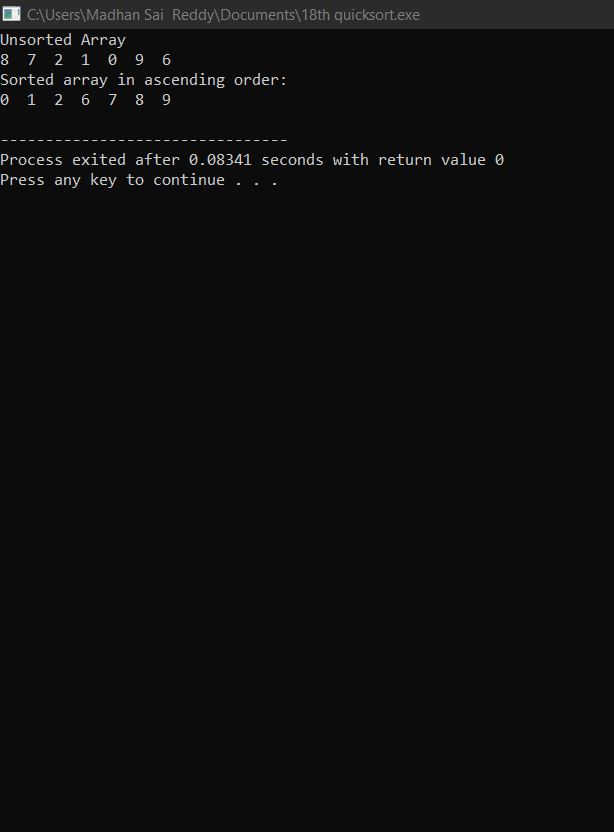 C:\Users\Madhan Sai  Reddy\Documents\18th quicksort.exe
Unsorted Array
8  7  2  1  0  9  6
Sorted array in ascending order:
0  1  2  6  7  8  9
--------------------------------
Process exited after 0.08341 seconds with return value 0
Press any key to continue . . .